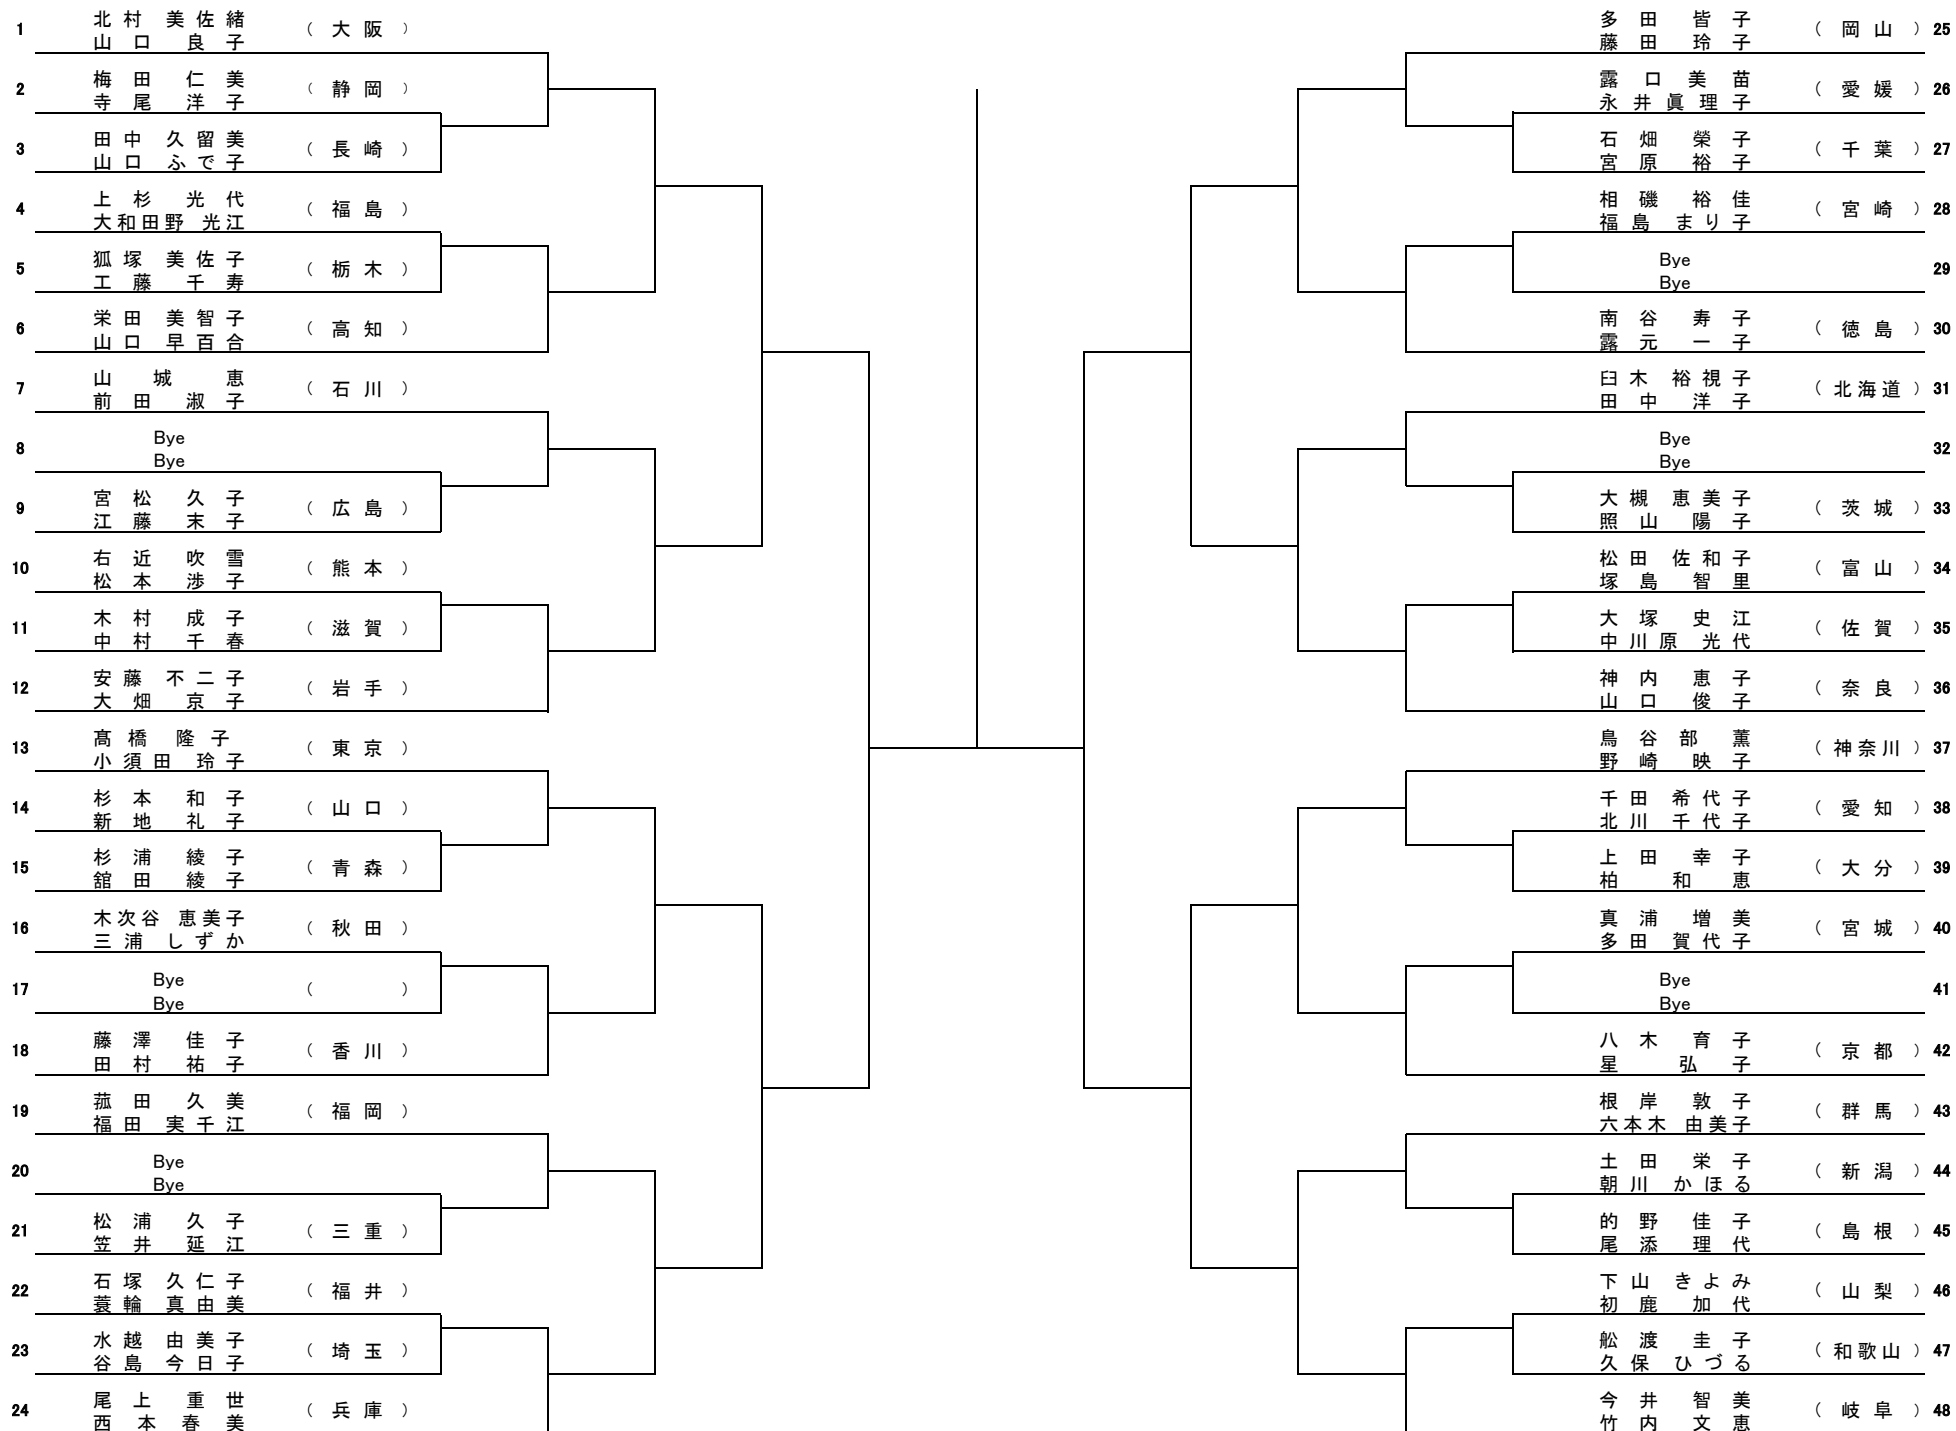 北村 美佐緒
1 (大阪)
山口 良子
梅田 仁美
2 (静岡)
寺尾 洋子
田中 久留美
3 (長崎)
山口 ふで子
上杉 光代
4 (福島)
大和田野 光江
狐塚 美佐子
5 (栃木)
工藤 千寿
栄田 美智子
6 (高知)
山口 早百合
山城 恵
7 (石川)
前田 淑子
Bye
8
Bye
宮松 久子
9 (広島)
江藤 末子
右近 吹雪
10 (熊本)
松本 渉子
木村 成子
11 (滋賀)
中村 千春
安藤 不二子
12 (岩手)
大畑 京子
髙橋 隆子
13 (東京)
小須田 玲子
杉本 和子
14 (山口)
新地 礼子
杉浦 綾子
15 (青森)
舘田 綾子
木次谷 恵美子
16 (秋田)
三浦 しずか
Bye
17 ( )
Bye
藤澤 佳子
18 (香川)
田村 祐子
菰田 久美
19 (福岡)
福田 実千江
Bye
20
Bye
松浦 久子
21 (三重)
笠井 延江
石塚 久仁子
22 (福井)
蓑輪 真由美
水越 由美子
23 (埼玉)
谷島 今日子
尾上 重世
24 (兵庫)
西本 春美
多田 皆子
(岡山) 25
藤田 玲子
露口 美苗
(愛媛) 26
永井 眞理子
石畑 榮子
(千葉) 27
宮原 裕子
相磯 裕佳
(宮崎) 28
福島 まり子
Bye
29
Bye
南谷 寿子
(徳島) 30
露元 一子
臼木 裕視子
(北海道) 31
田中 洋子
Bye
32
Bye
大槻 恵美子
(茨城) 33
照山 陽子
松田 佐和子
(富山) 34
塚島 智里
大塚 史江
(佐賀) 35
中川原 光代
神内 恵子
(奈良) 36
山口 俊子
鳥谷部 薫
(神奈川) 37
野崎 映子
千田 希代子
(愛知) 38
北川 千代子
上田 幸子
(大分) 39
柏 和恵
真浦 増美
(宮城) 40
多田 賀代子
Bye
41
Bye
八木 育子
(京都) 42
星 弘子
根岸 敦子
(群馬) 43
六本木 由美子
土田 栄子
(新潟) 44
朝川 かほる
的野 佳子
(島根) 45
尾添 理代
下山 きよみ
(山梨) 46
初鹿 加代
舩渡 圭子
(和歌山) 47
久保 ひづる
今井 智美
(岐阜) 48
竹内 文恵